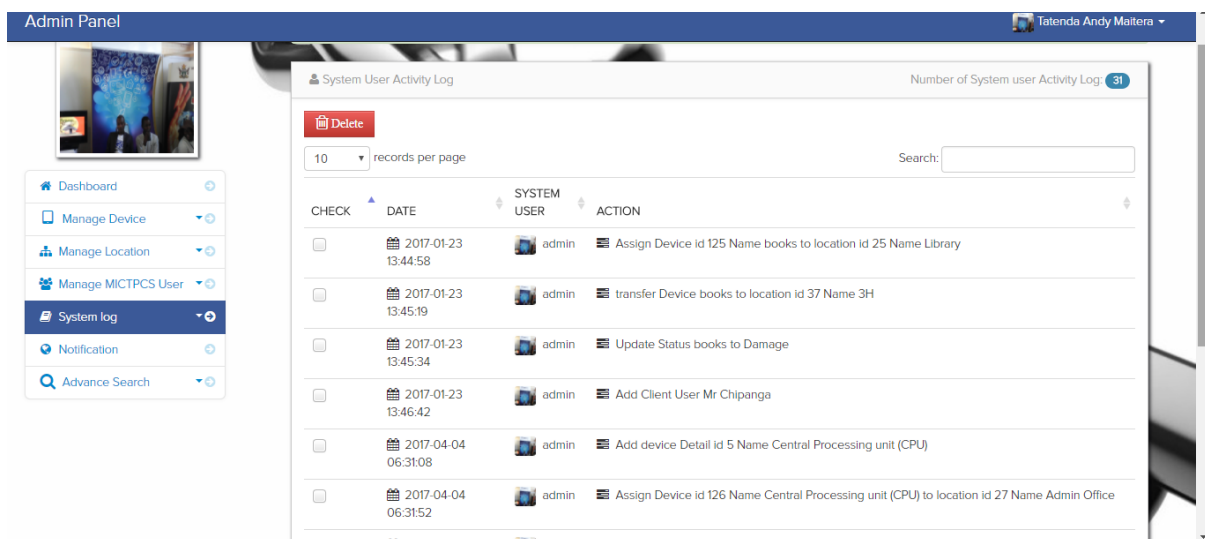 Admin Panel
Tatenda Andy Maitera
System User Activity Log
Number of System user Activity Log: 31
Delete
10 records per page
Search:
Dashboard
Manage Device
Manage Location
Manage MICTPCS User
System log
Notification
Advance Search
CHECK DATE SYSTEM USER ACTION
2017-01-23 13:44:58 admin Assign Device id 125 Name books to location id 25 Name Library
2017-01-23 13:45:19 admin transfer Device books to location id 37 Name 3H
2017-01-23 13:45:34 admin Update Status books to Damage
2017-01-23 13:46:42 admin Add Client User Mr Chipanga
2017-04-04 06:31:08 admin Add device Detail id 5 Name Central Processing unit (CPU)
2017-04-04 06:31:52 admin Assign Device id 126 Name Central Processing unit (CPU) to location id 27 Name Admin Office